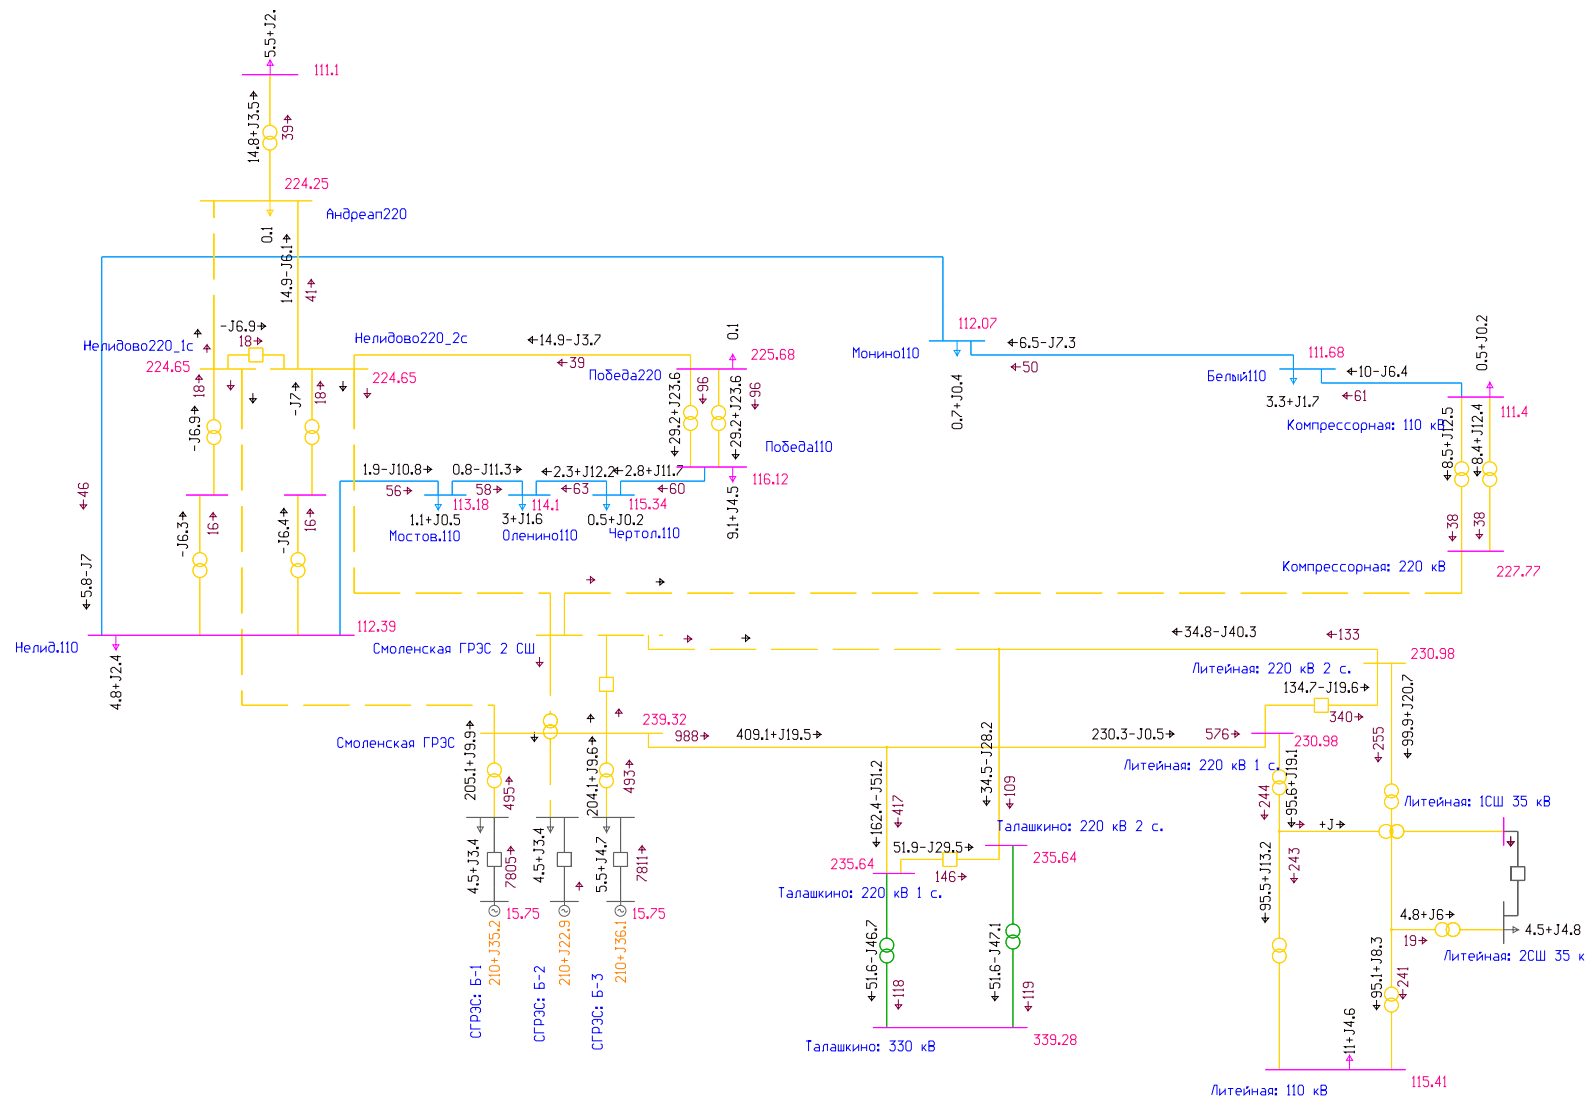 5.5+J2.
111.1
14.8+J3.5→
39→
224.25
Андреап220
0.1
14.9-J6.1→
41→
-J6.9→
18→
Нелидово220_1с
224.65
Нелидово220_2с
224.65
←14.9-J3.7
←39
0.1
225.68
Победа220
←29.2+J23.6
←96
←29.2+J23.6
←96
Победа110
116.12
9.1+J4.5
-J6.9→
18→
-J7→
18→
-J6.3→
16→
-J6.4→
16→
1.9-J10.8→
56→
0.8-J11.3→
58→
←2.3+J12.2
←63
←2.8+J11.7
←60
113.18
114.1
115.34
1.1+J0.5
3+J1.6
0.5+J0.2
Мостов.110
Оленино110
Чертол.110
←46
←5.8-J7
112.39
Нелид.110
4.8+J2.4
112.07
Монино110
0.7+J0.4
←6.5-J7.3
←50
111.68
Белый110
3.3+J1.7
←10-J6.4
←61
0.5+J0.2
111.4
Компрессорная: 110 кВ
←8.5+J12.5
←8.4+J12.4
←38
←38
Компрессорная: 220 кВ
227.77
Смоленская ГРЭС 2 СШ
←34.8-J40.3
←133
230.98
Литейная: 220 кВ 2 с.
134.7-J19.6→
340→
239.32
Смоленская ГРЭС
988→
409.1+J19.5→
230.3-J0.5→
576→
230.98
Литейная: 220 кВ 1 с.
←255
←99.9+J20.7
205.1+J9.9→
495→
204.1+J9.6→
493→
←162.4-J51.2
←417
←34.5-J28.2
←109
←244
←95.6+J19.1
+J→
Литейная: 1СШ 35 кВ
Талашкино: 220 кВ 2 с.
235.64
51.9-J29.5→
146→
235.64
Талашкино: 220 кВ 1 с.
4.5+J3.4
7805→
4.5+J3.4
5.5+J4.7
7811→
15.75
15.75
210+J35.2
210+J22.9
210+J36.1
СГРЭС: Б-1
СГРЭС: Б-2
СГРЭС: Б-3
←51.6-J46.7
←118
←51.6-J47.1
←119
Талашкино: 330 кВ
339.28
←95.5+J13.2
←243
4.8+J6→
19→
4.5+J4.8
Литейная: 2СШ 35 к
←95.1+J8.3
←241
11+J4.6
115.41
Литейная: 110 кВ